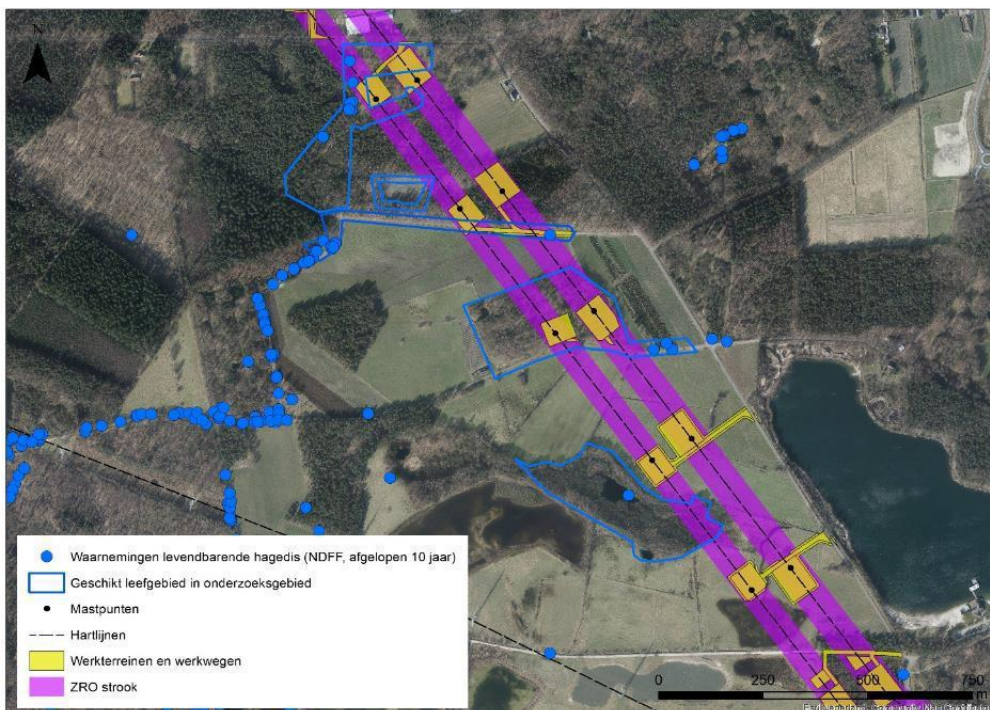 N
Waarnemingen levendbarende hagedis (NDFF, afgelopen 10 jaar)
Geschikt leefgebied in onderzoeksgebied
Mastpunten
Hartlijnen
Werkterreinen en werkwegen
ZRO strook
0 250 500 750
m